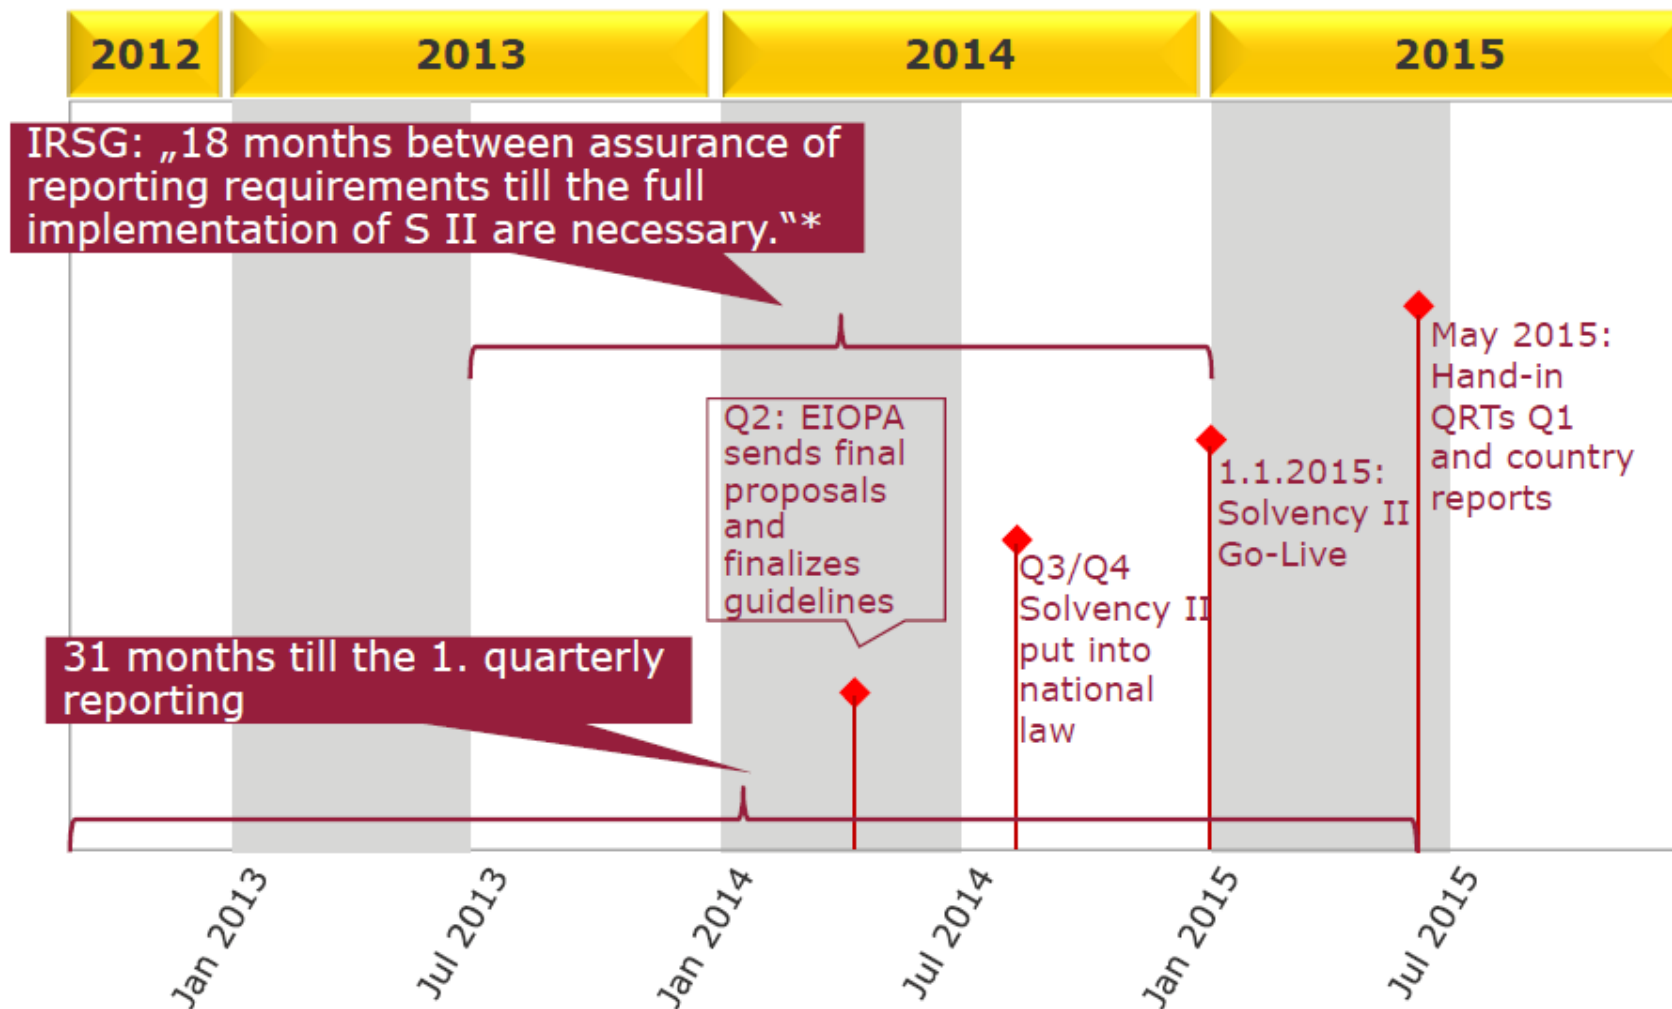 2012
2013
2014
2015
IRSG: „18 months between assurance of
reporting requirements till the full
implementation of S II are necessary.“*
May 2015:
Hand-in
QRTs Q1
and country
reports
Q2: EIOPA
sends final
proposals
and
finalizes
guidelines
1.1.2015:
Solvency II
Go-Live
Q3/Q4
Solvency II
put into
national
law
31 months till the 1. quarterly
reporting
Jan 2013
Jul 2013
Jan 2014
Jul 2014
Jan 2015
Jul 2015